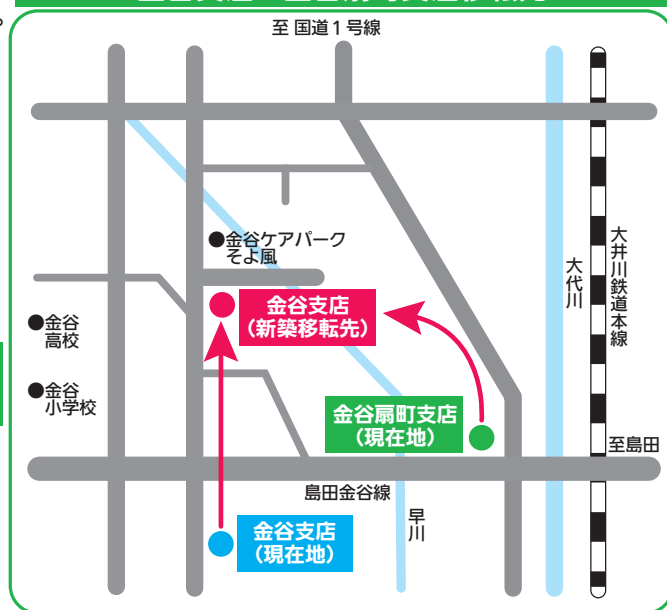 至 国道1号線
●金谷ケアパーク
そよ風
金谷支店
(新築移転先)
●金谷
高校
●金谷
小学校
大代川
大井川鉄道本線
金谷扇町支店
(現在地)
至島田
島田金谷線
早川
金谷支店
(現在地)